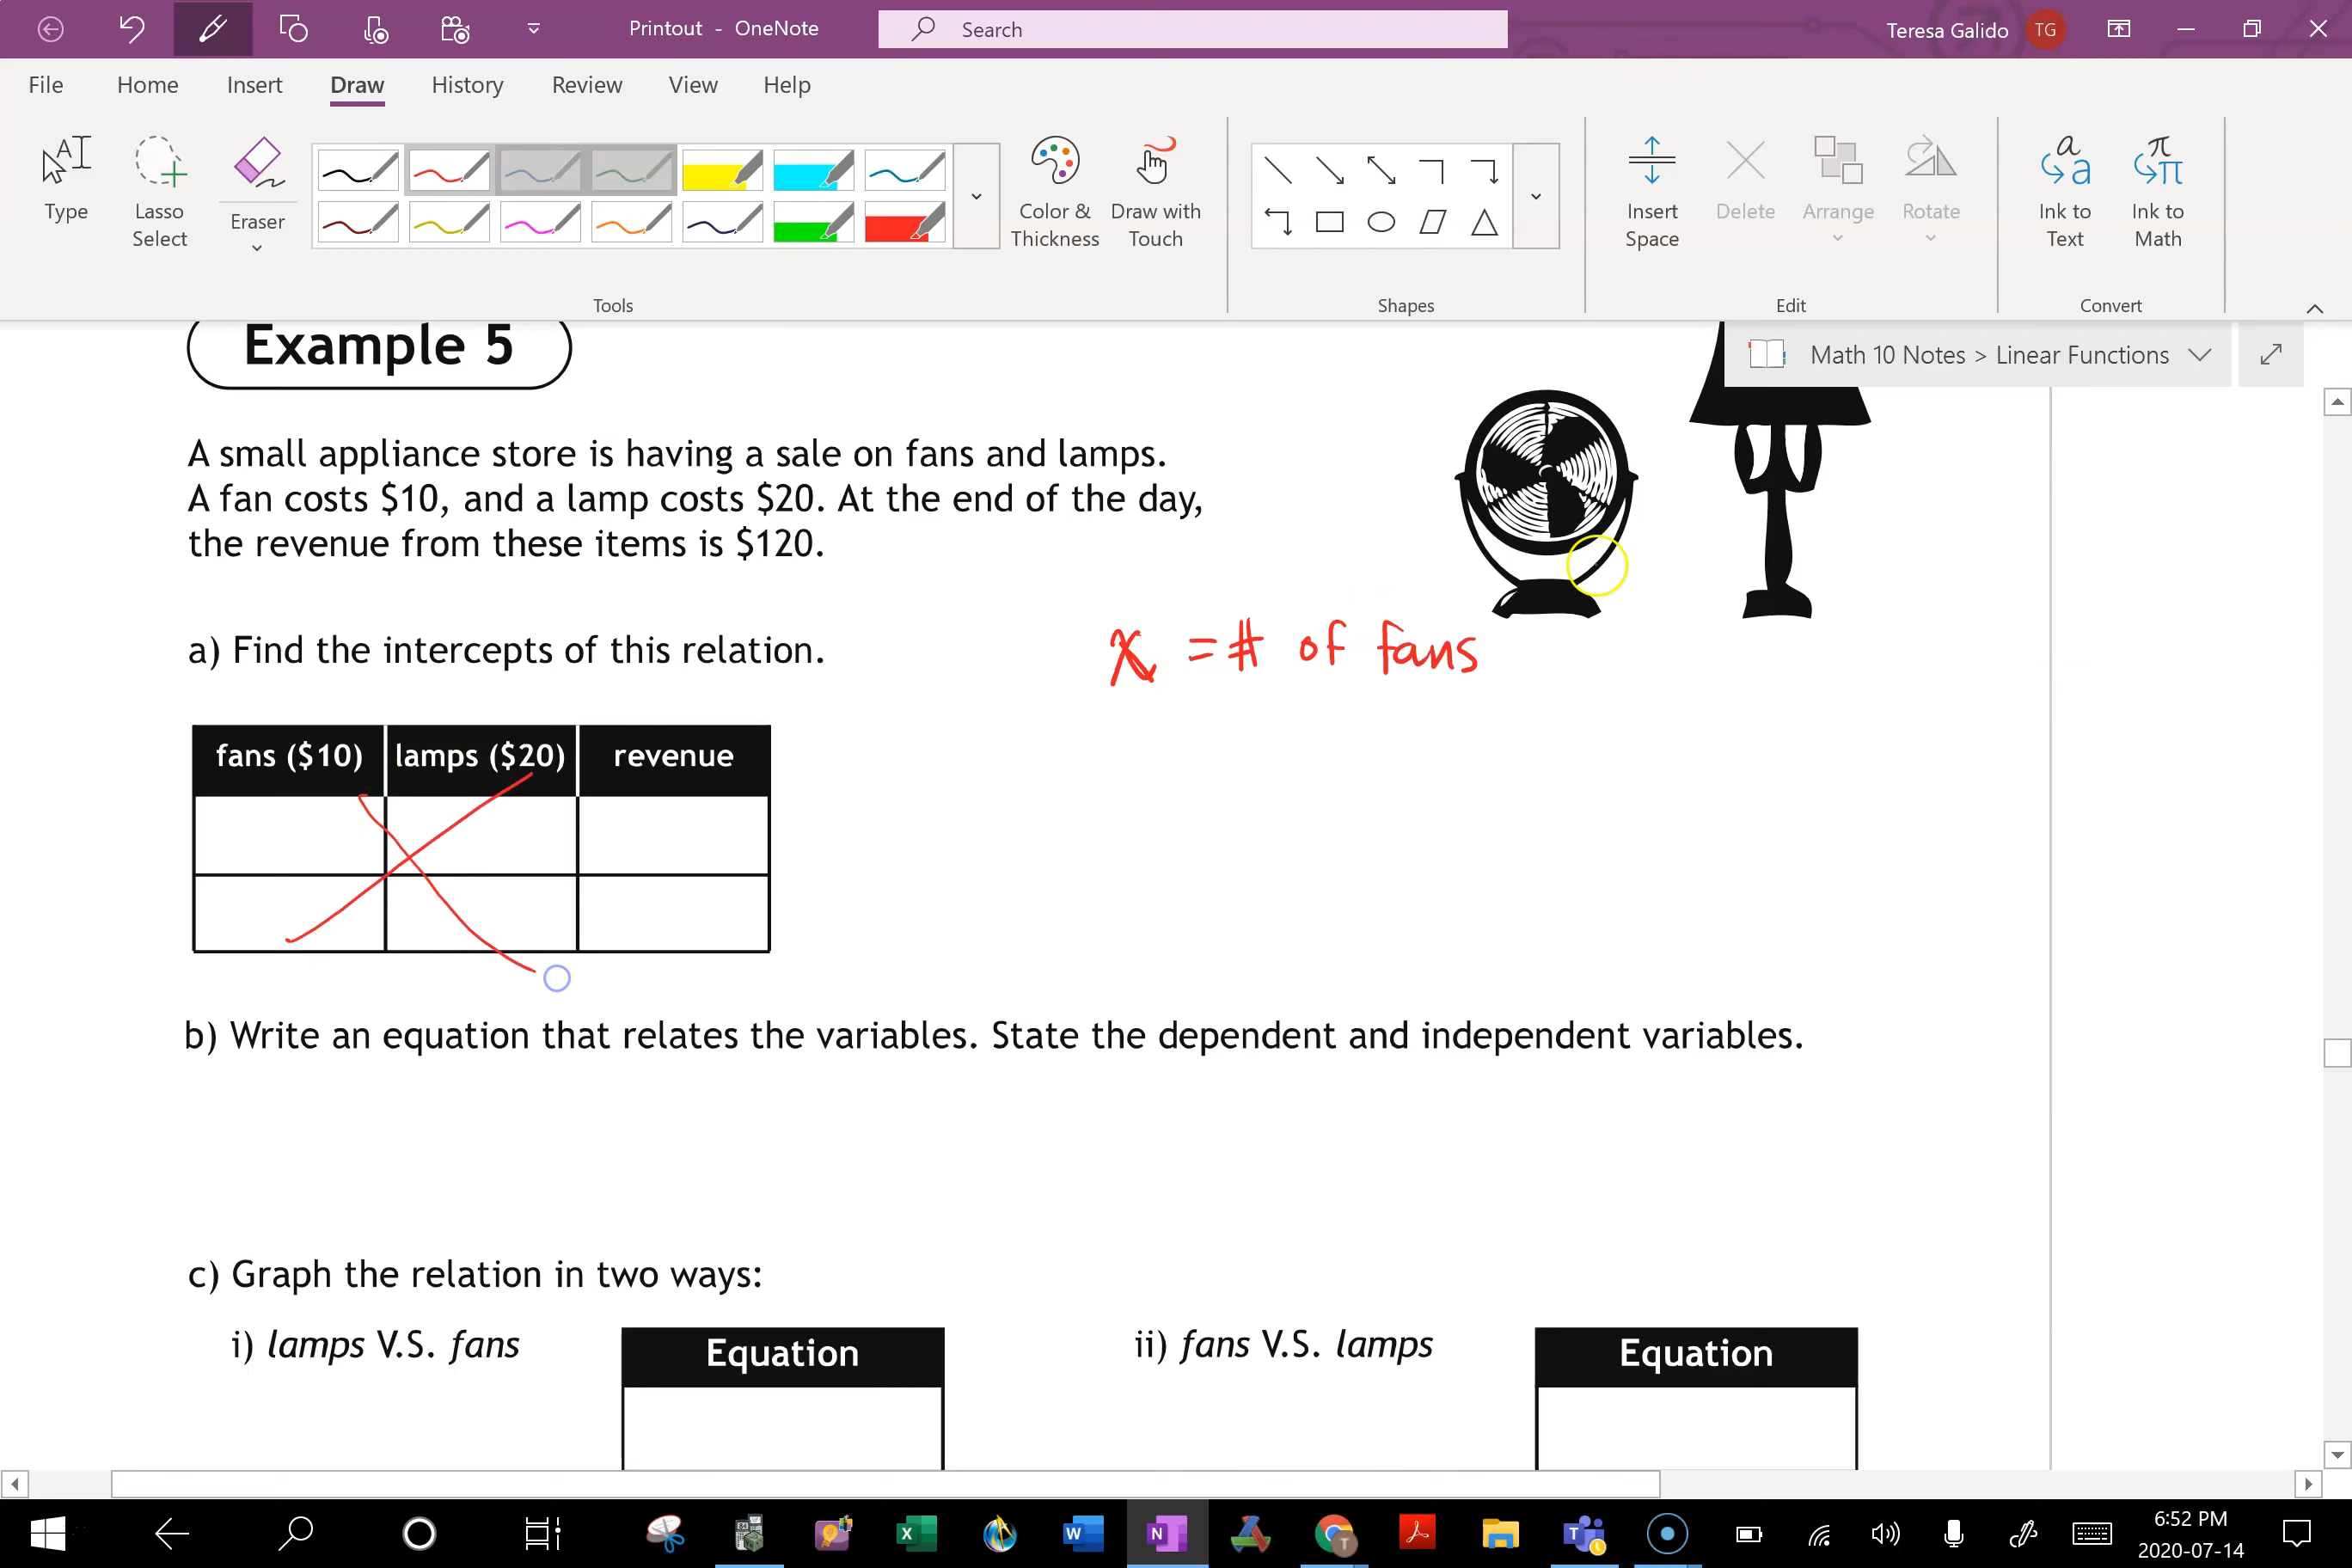 Printout - OneNote
Search
Teresa Galido
TG
File
Home
Insert
Draw
History
Review
View
Help
Type
Lasso
Select
Eraser
Color &
Thickness
Draw with
Touch
Insert
Space
Delete
Arrange
Rotate
Ink to
Text
Ink to
Math
Tools
Shapes
Edit
Convert
Example 5
Math 10 Notes > Linear Functions
A small appliance store is having a sale on fans and lamps.
A fan costs $10, and a lamp costs $20. At the end of the day,
the revenue from these items is $120.
a) Find the intercepts of this relation.
x = # of fans
fans ($10) lamps ($20) revenue
b) Write an equation that relates the variables. State the dependent and independent variables.
c) Graph the relation in two ways:
i) lamps V.S. fans
Equation
ii) fans V.S. lamps
Equation
6:52 PM
2020-07-14